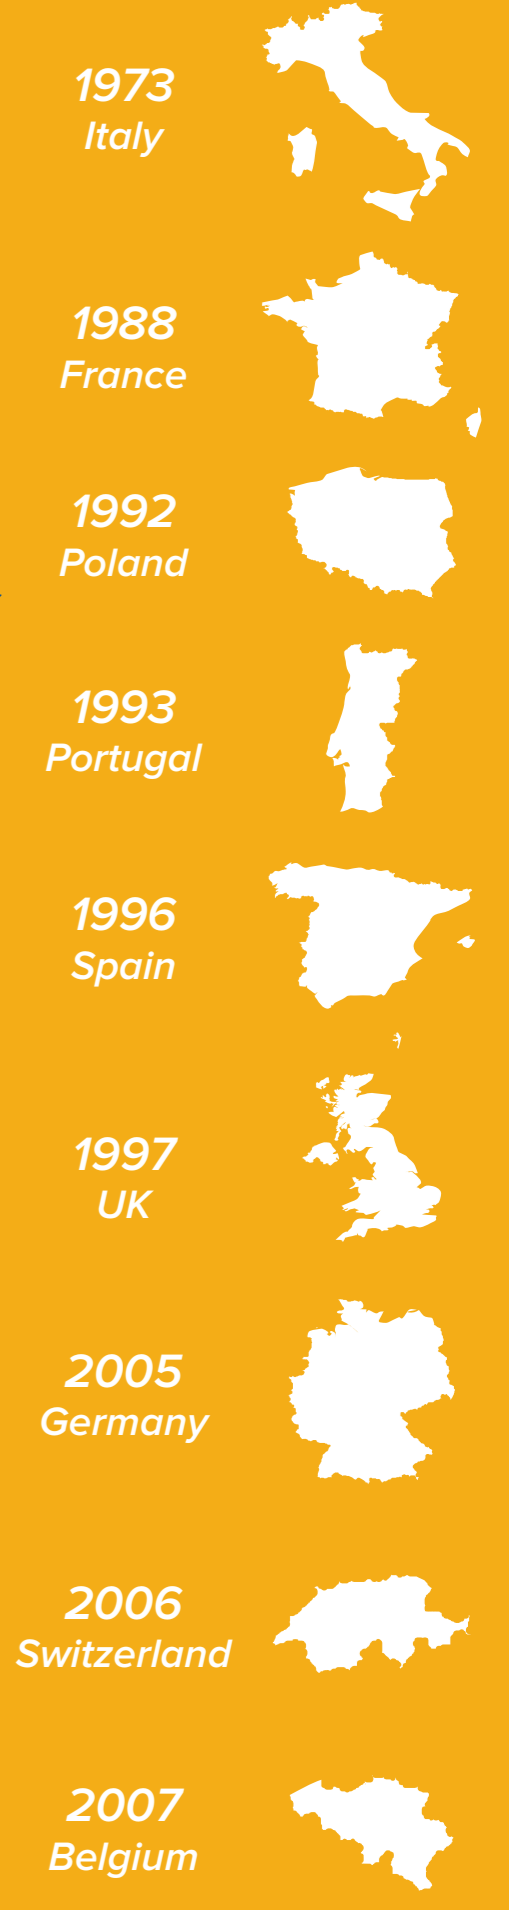 1973
Italy
1988
France
1992
Poland
1993
Portugal
1996
Spain
1997
UK
2005
Germany
2006
Switzerland
2007
Belgium